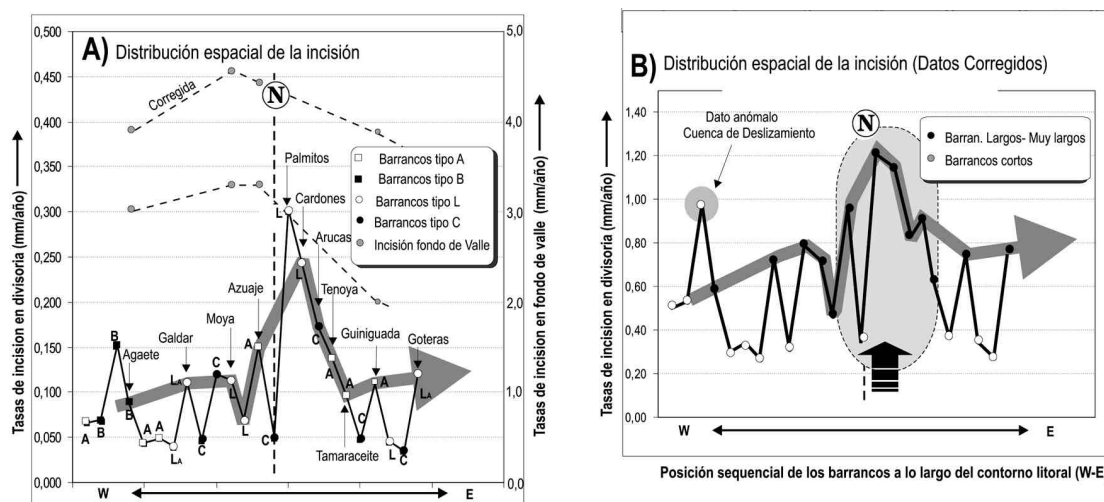 A) Distribución espacial de la incisión
Tasas de incision en divisoria (mm/año)
0,500
0,450
0,400
0,350
0,300
0,250
0,200
0,150
0,100
0,050
0,000
5,0
4,0
3,0
2,0
1,0
0,0
Tasas de incision en fondo de valle (mm/año)
Corregida
N
Palmitos
Cardones
Arucas
Azuaje
Tenoya
Moya
Guiniguada
Galdar
Goteras
Agaete
Tamaraceite
Barrancos tipo A
Barrancos tipo B
Barrancos tipo L
Barrancos tipo C
Incisión fondo de Valle
A
B
B
B
A
A
LA
LA
C
C
L
L
A
C
L
L
C
A
A
C
A
L
C
LA
W
E
B) Distribución espacial de la incisión (Datos Corregidos)
Tasas de incision en divisoria (mm/año)
1,40
1,20
1,00
0,80
0,60
0,40
0,20
0,00
Dato anómalo
Cuenca de Deslizamiento
N
Barran. Largos- Muy largos
Barrancos cortos
W
E
Posición sequencial de los barrancos a lo largo del contorno litoral (W-E